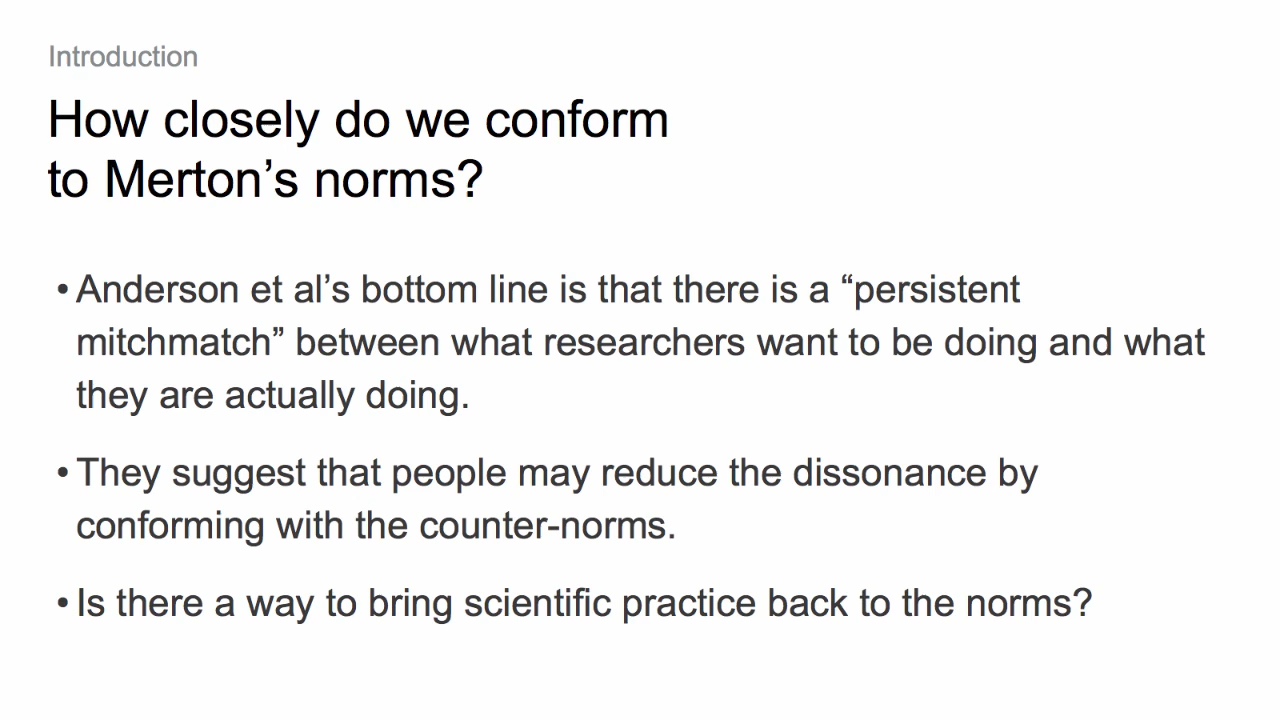 Introduction
How closely do we conform
to Merton’s norms?
• Anderson et al’s bottom line is that there is a “persistent
mitchmatch” between what researchers want to be doing and what
they are actually doing.
• They suggest that people may reduce the dissonance by
conforming with the counter-norms.
• Is there a way to bring scientific practice back to the norms?